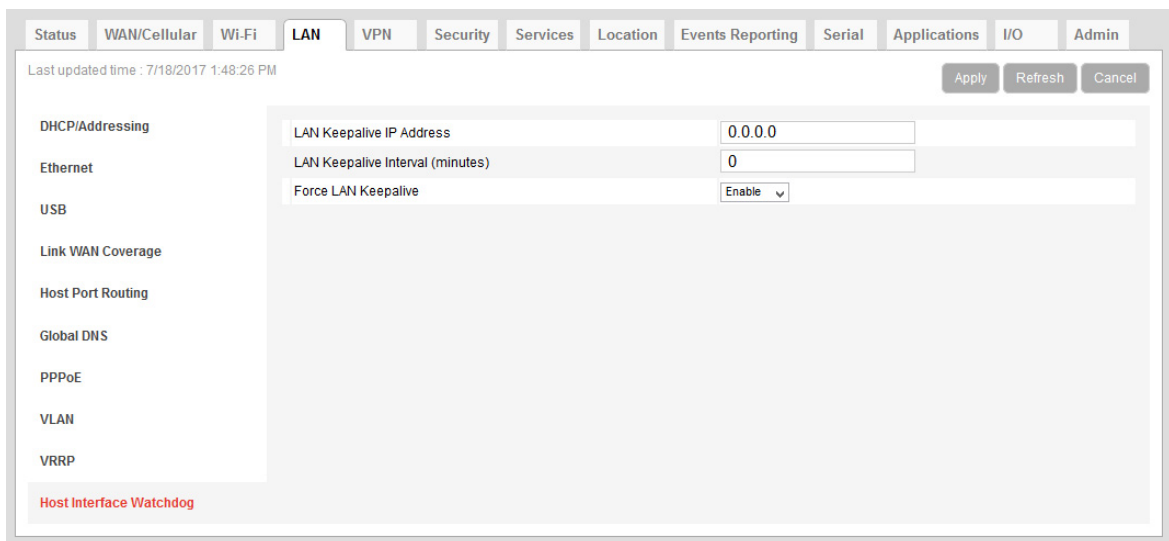 Status WAN/Cellular Wi-Fi LAN VPN Security Services Location Events Reporting Serial Applications I/O Admin
Last updated time : 7/18/2017 1:48:26 PM
Apply Refresh Cancel
DHCP/Addressing
Ethernet
USB
Link WAN Coverage
Host Port Routing
Global DNS
PPPoE
VLAN
VRRP
Host Interface Watchdog
LAN Keepalive IP Address 0.0.0.0
LAN Keepalive Interval (minutes) 0
Force LAN Keepalive Enable